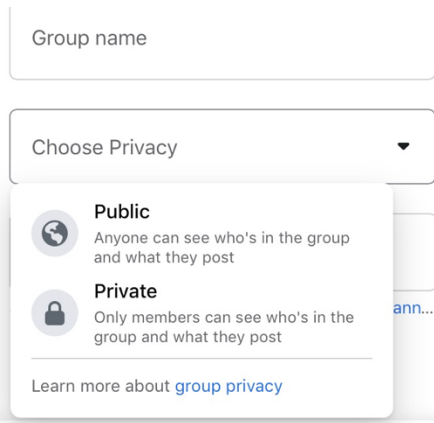 Group name
Choose Privacy
Public
Anyone can see who's in the group
and what they post
Private
Only members can see who's in the
group and what they post
ann...
Learn more about group privacy